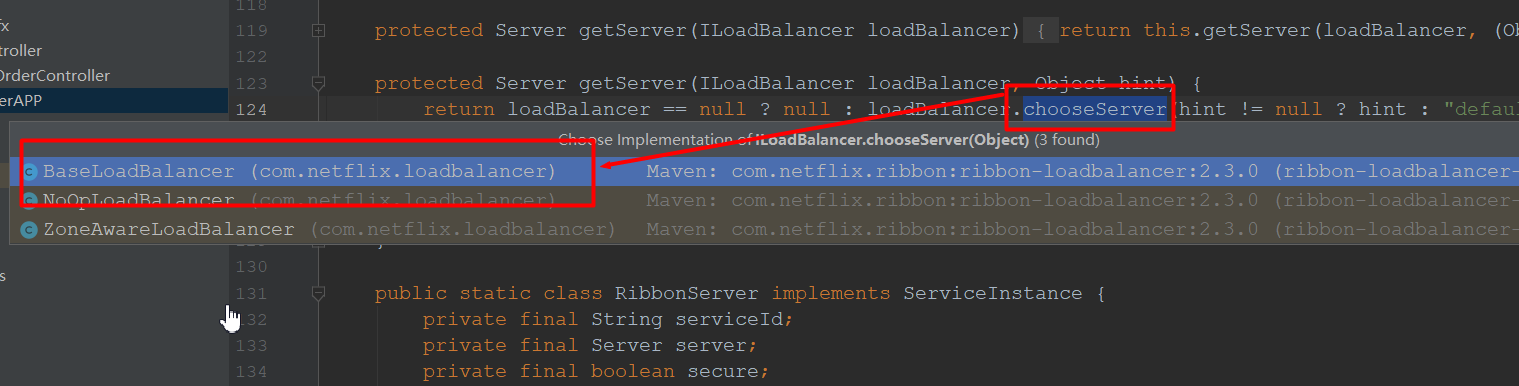 118
fx
119 protected Server getServer(ILoadBalancer loadBalancer) { return this.getServer(loadBalancer, (Ob
troller
122
OrderController
123 protected Server getServer(ILoadBalancer loadBalancer, Object hint) {
erAPP
124 return loadBalancer == null ? null : loadBalancer.chooseServer(hint != null ? hint : "defaul
Choose Implementation of ILoadBalancer.chooseServer(Object) (3 found)
BaseLoadBalancer (com.netflix.loadbalancer) Maven: com.netflix.ribbon:ribbon-loadbalancer:2.3.0 (ribbon-loadbalancer-
NoOpLoadBalancer (com.netflix.loadbalancer) Maven: com.netflix.ribbon:ribbon-loadbalancer:2.3.0 (ribbon-loadbalancer-
ZoneAwareLoadBalancer (com.netflix.loadbalancer) Maven: com.netflix.ribbon:ribbon-loadbalancer:2.3.0 (ribbon-loadbalancer-
}
130
s
131 public static class RibbonServer implements ServiceInstance {
132 private final String serviceId;
133 private final Server server;
134 private final boolean secure;